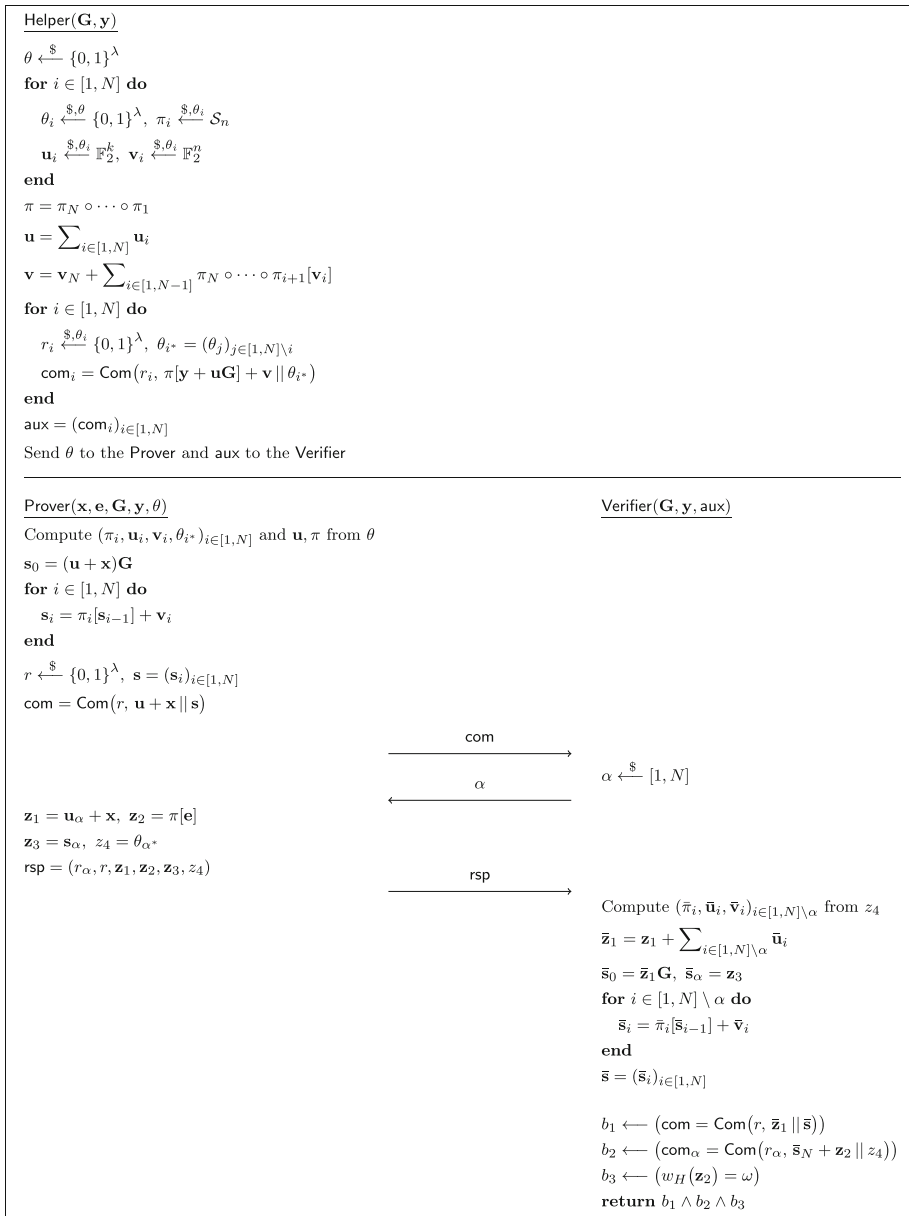 Helper(G, y)
θ ←$ {0, 1}^λ
for i ∈ [1, N] do
θ_i ←$,θ {0, 1}^λ, π_i ←$,θ_i S_n
u_i ←$,θ_i 𝔽_2^k, v_i ←$,θ_i 𝔽_2^n
end
π = π_N ∘ ⋯ ∘ π_1
u = ∑_{i∈[1,N]} u_i
v = v_N + ∑_{i∈[1,N−1]} π_N ∘ ⋯ ∘ π_{i+1}[v_i]
for i ∈ [1, N] do
r_i ←$,θ_i {0, 1}^λ, θ_{i*} = (θ_j)_{j∈[1,N]\i}
com_i = Com(r_i, π[y + uG] + v || θ_{i*})
end
aux = (com_i)_{i∈[1,N]}
Send θ to the Prover and aux to the Verifier
Prover(x, e, G, y, θ) Verifier(G, y, aux)
Compute (π_i, u_i, v_i, θ_{i*})_{i∈[1,N]} and u, π from θ
s_0 = (u + x)G
for i ∈ [1, N] do
s_i = π_i[s_{i−1}] + v_i
end
r ←$ {0, 1}^λ, s = (s_i)_{i∈[1,N]}
com = Com(r, u + x || s)
com
α ←$ [1, N]
α
z_1 = u_α + x, z_2 = π[e]
z_3 = s_α, z_4 = θ_{α*}
rsp = (r_α, r, z_1, z_2, z_3, z_4)
rsp
Compute (π̄_i, ū_i, v̄_i)_{i∈[1,N]\α} from z_4
z̄_1 = z_1 + ∑_{i∈[1,N]\α} ū_i
s̄_0 = z̄_1G, s̄_α = z_3
for i ∈ [1, N] \ α do
s̄_i = π̄_i[s̄_{i−1}] + v̄_i
end
s̄ = (s̄_i)_{i∈[1,N]}
b_1 ⟵ (com = Com(r, z̄_1 || s̄))
b_2 ⟵ (com_α = Com(r_α, s̄_N + z_2 || z_4))
b_3 ⟵ (w_H(z_2) = ω)
return b_1 ∧ b_2 ∧ b_3